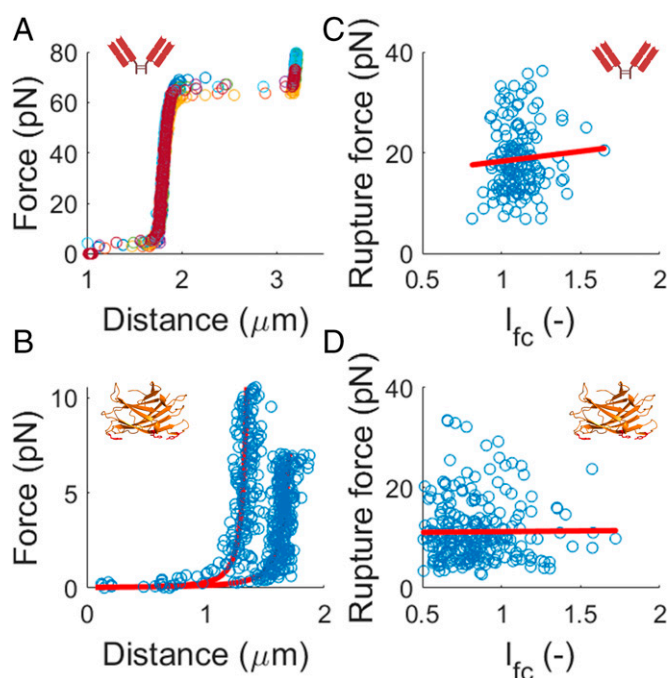 A
80
60
40
20
0
Force (pN)
1
2
3
Distance (μm)
C
40
20
0
Rupture force (pN)
0.5
1
1.5
2
I_fc (-)
B
10
5
0
Force (pN)
0
1
2
Distance (μm)
D
40
20
0
Rupture force (pN)
0.5
1
1.5
2
I_fc (-)